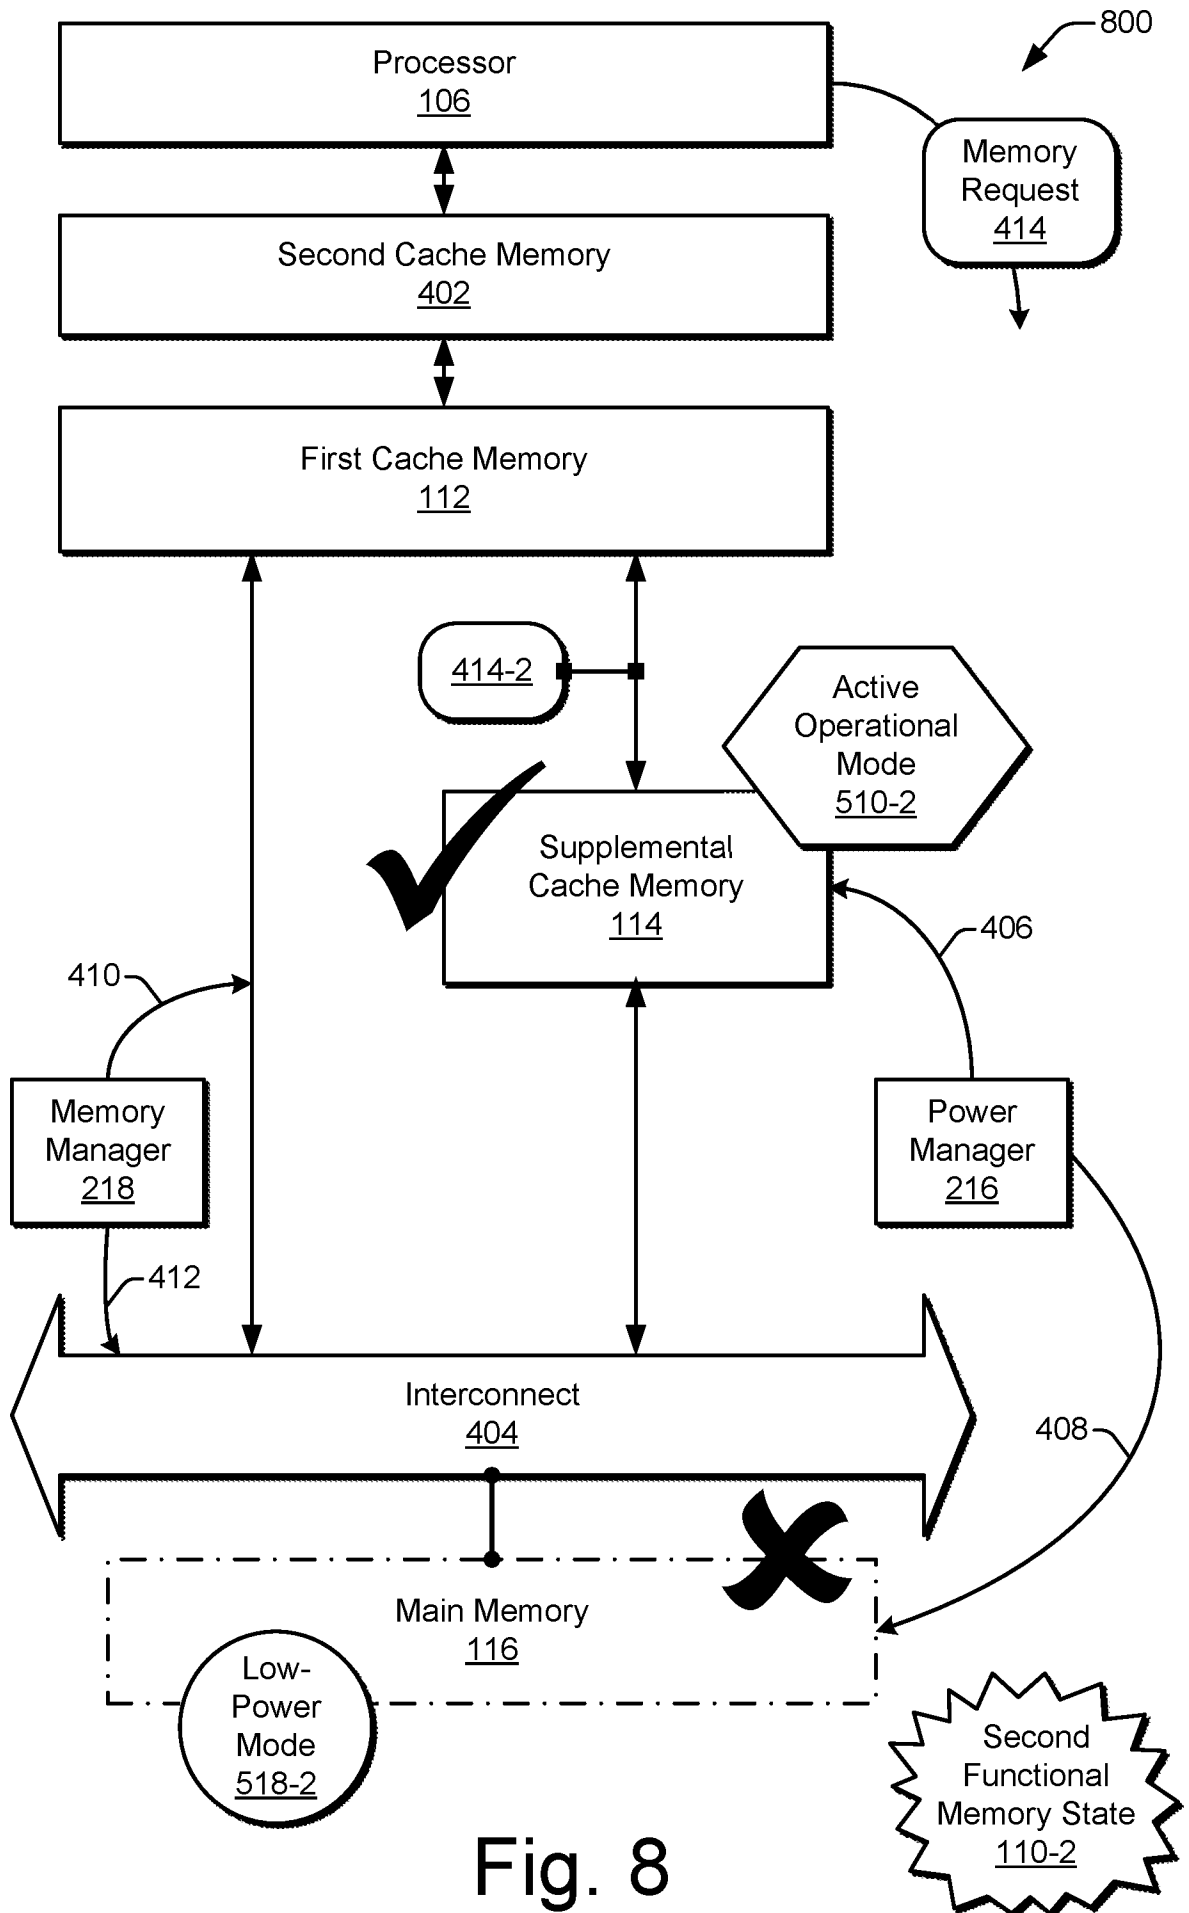 800
Processor
106
Memory
Request
414
Second Cache Memory
402
First Cache Memory
112
414-2
Active
Operational
Mode
510-2
Supplemental
Cache Memory
114
406
410
Memory
Manager
218
Power
Manager
216
412
Interconnect
404
408
Main Memory
116
Low-
Power
Mode
518-2
Second
Functional
Memory State
110-2
Fig. 8